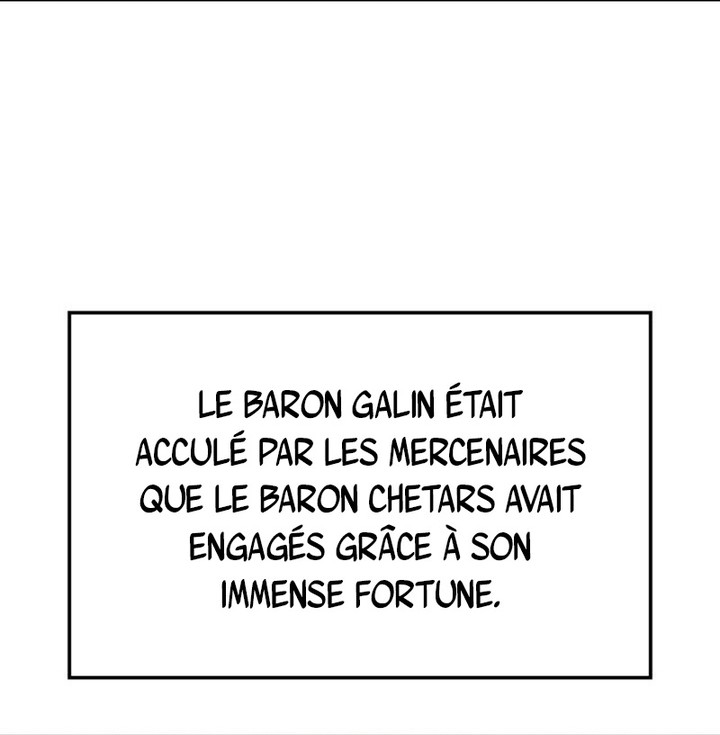 LE BARON GALIN ÉTAIT
ACCULÉ PAR LES MERCENAIRES
QUE LE BARON CHETARS AVAIT
ENGAGÉS GRÂCE À SON
IMMENSE FORTUNE.